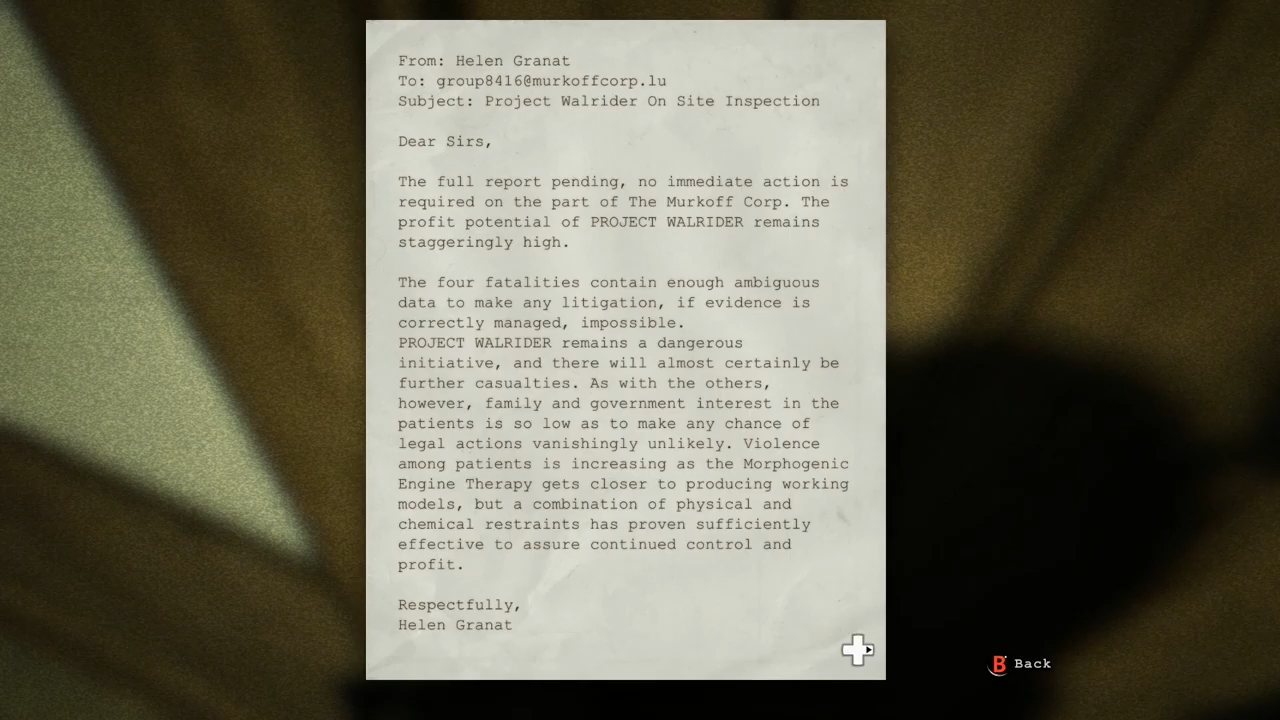 From: Helen Granat
To: group8416@murkoffcorp.lu
Subject: Project Walrider On Site Inspection
Dear Sirs,
The full report pending, no immediate action is
required on the part of The Murkoff Corp. The
profit potential of PROJECT WALRIDER remains
staggeringly high.
The four fatalities contain enough ambiguous
data to make any litigation, if evidence is
correctly managed, impossible.
PROJECT WALRIDER remains a dangerous
initiative, and there will almost certainly be
further casualties. As with the others,
however, family and government interest in the
patients is so low as to make any chance of
legal actions vanishingly unlikely. Violence
among patients is increasing as the Morphogenic
Engine Therapy gets closer to producing working
models, but a combination of physical and
chemical restraints has proven sufficiently
effective to assure continued control and
profit.
Respectfully,
Helen Granat
B Back